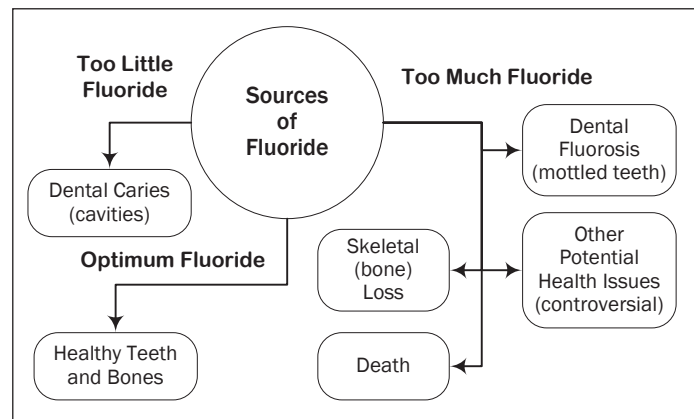 Too Little
Fluoride
Sources
of
Fluoride
Too Much Fluoride
Dental Caries
(cavities)
Optimum Fluoride
Healthy Teeth
and Bones
Dental
Fluorosis
(mottled teeth)
Skeletal
(bone)
Loss
Other
Potential
Health Issues
(controversial)
Death